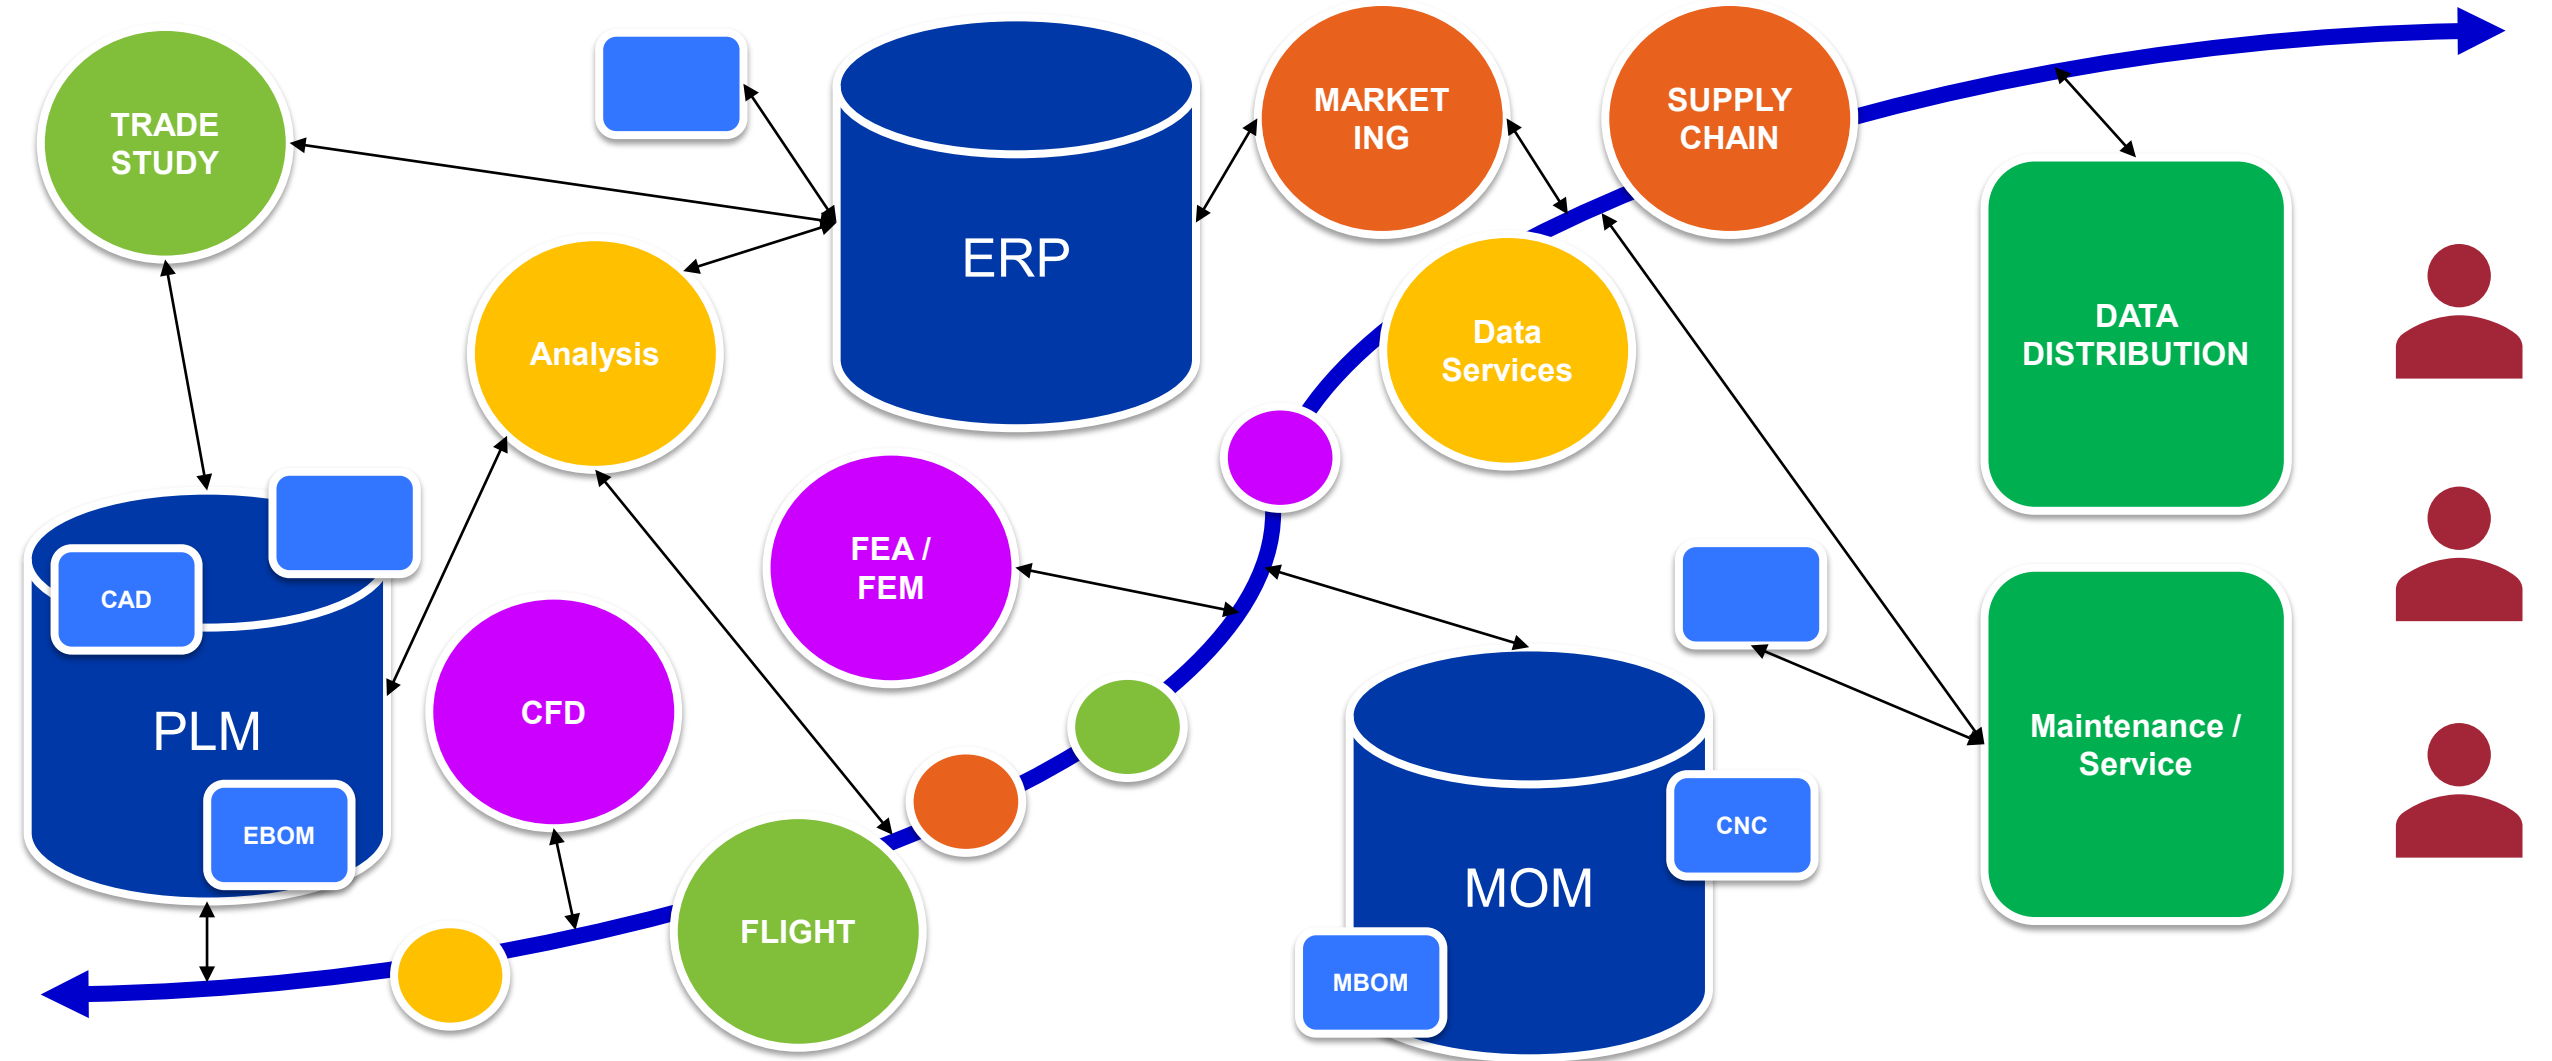 TRADE
STUDY
ERP
MARKET
ING
SUPPLY
CHAIN
Analysis
Data
Services
DATA
DISTRIBUTION
CAD
PLM
EBOM
CFD
FEA /
FEM
FLIGHT
MOM
CNC
MBOM
Maintenance /
Service